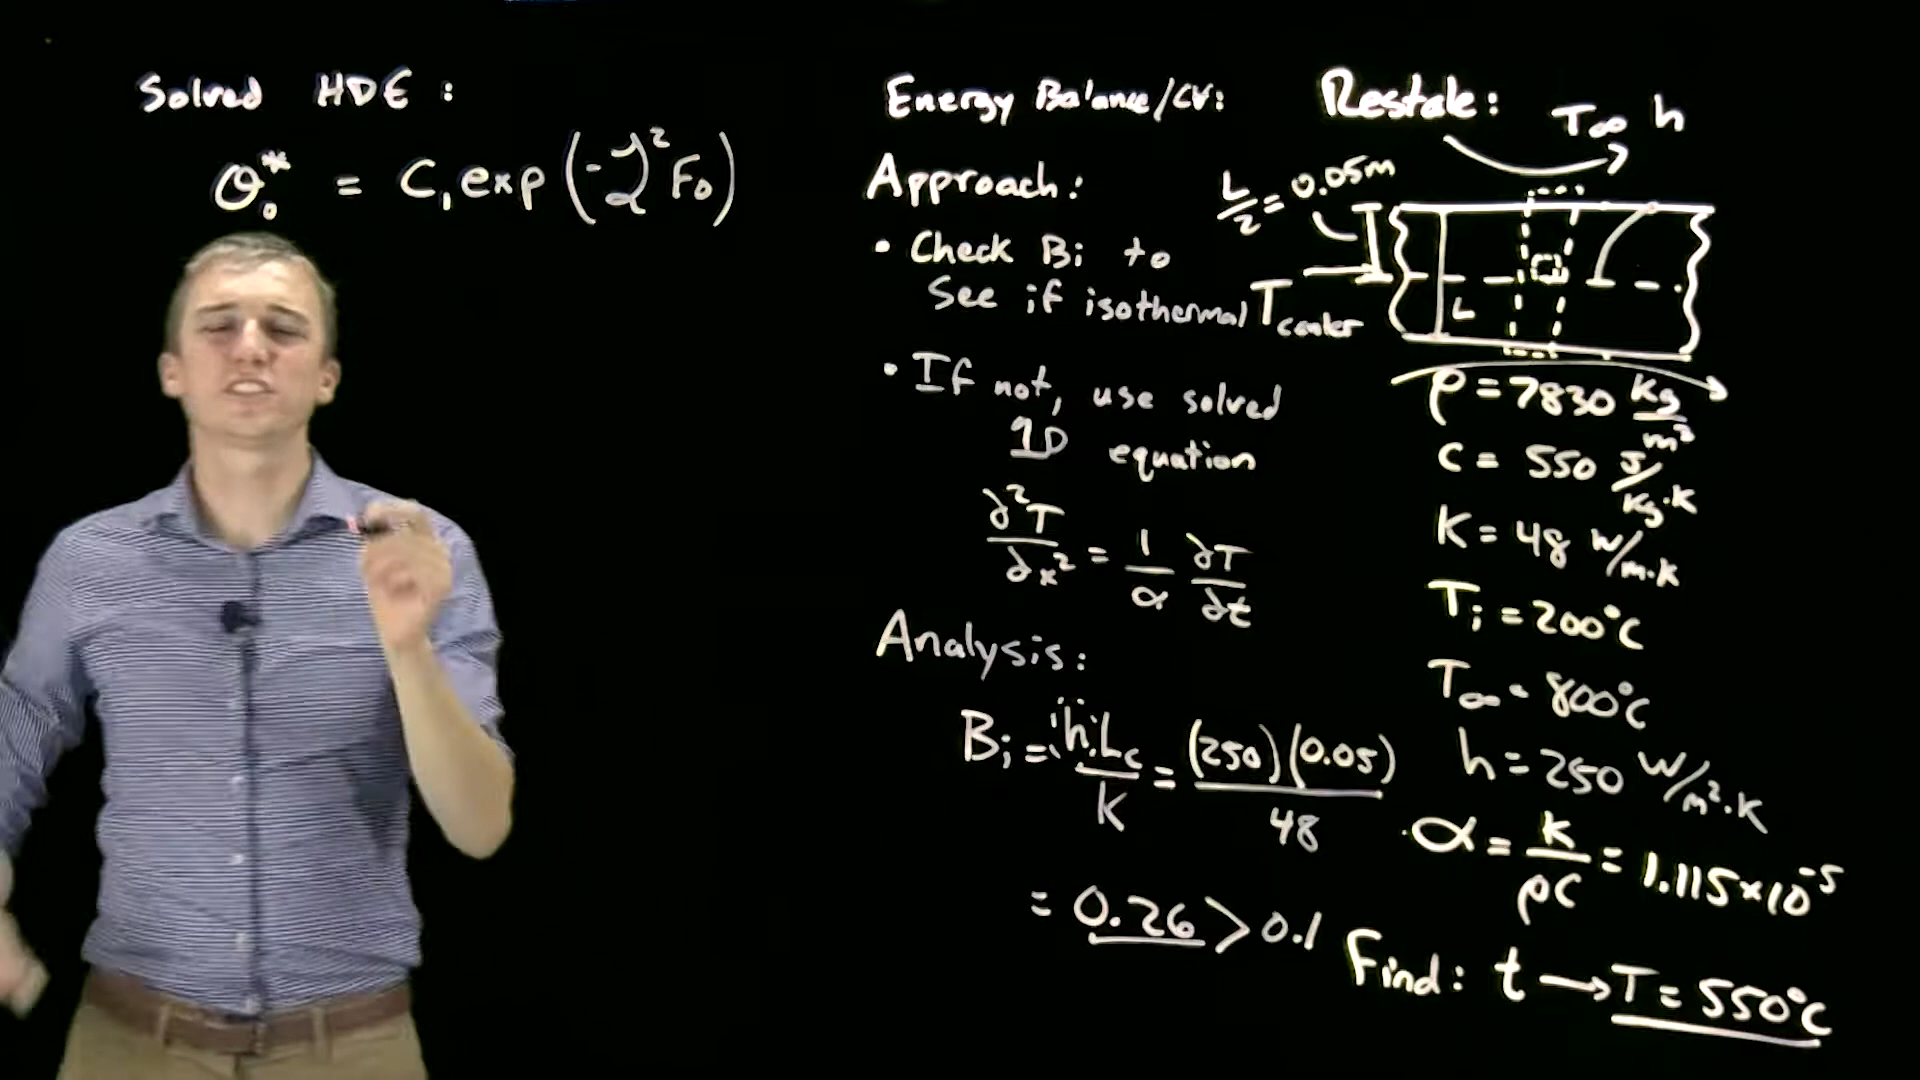 Solved HDE:
θ₀* = C₁ exp(-ζ² Fo)
Energy Balance/CV:
Approach:
• Check Bi to
See if isothermal
• If not, use solved
1D equation
∂²T/∂x² = 1/α ∂T/∂t
Analysis:
Bi = h·Lc/K = (250)(0.05)/48
= 0.26 > 0.1
Restate:
T∞ h
L/2 = 0.05m
Tcenter
L
ρ = 7830 Kg/m³
C = 550 J/Kg·K
K = 48 W/m·K
Ti = 200°C
T∞ = 800°C
h = 250 W/m²·K
α = K/ρC = 1.115×10⁻⁵
Find: t → T = 550°C